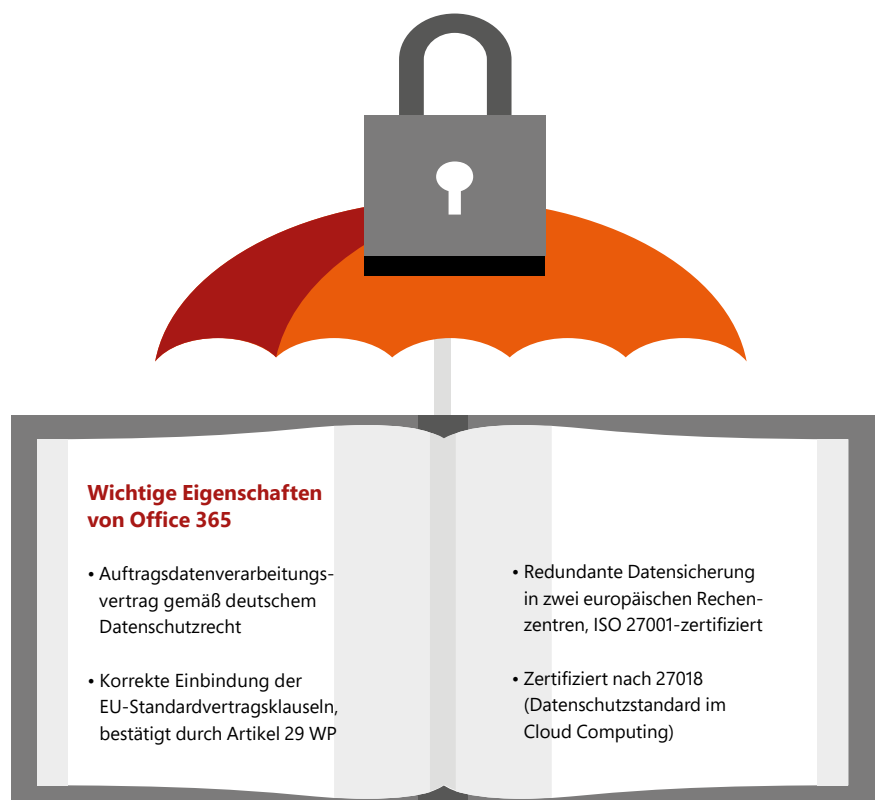 Wichtige Eigenschaften
von Office 365
• Auftragsdatenverarbeitungs-
vertrag gemäß deutschem
Datenschutzrecht
• Korrekte Einbindung der
EU-Standardvertragsklauseln,
bestätigt durch Artikel 29 WP
• Redundante Datensicherung
in zwei europäischen Rechen-
zentren, ISO 27001-zertifiziert
• Zertifiziert nach 27018
(Datenschutzstandard im
Cloud Computing)